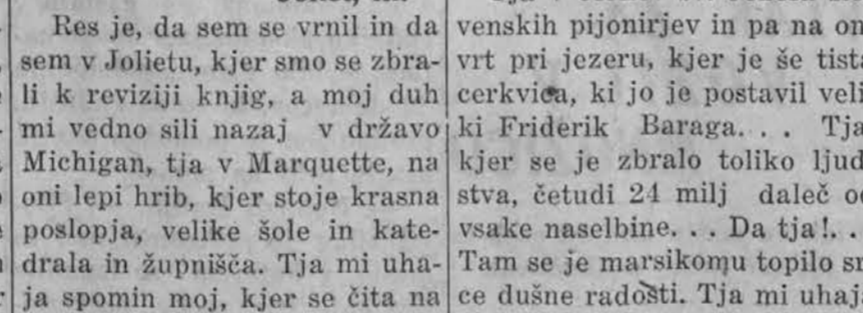 Res je, da sem se vrnil in da
sem v Jolietu, kjer smo se zbra-
li k reviziji knjig, a moj duh
mi vedno sili nazaj v državo
Michigan, tja v Marquette, na
oni lepi hrib, kjer stoje krasna
poslopja, velike šole in kate-
drala in župnišča. Tja mi uha-
ja spomin moj, kjer se čita na
venskih pijonirjev in pa na on
vrt pri jezeru, kjer je še tista
cerkvica, ki jo je postavil veli
ki Friderik Baraga. . . Tja
kjer se je zbralo toliko ljud
stva, četudi 24 milj daleč od
vsake naselbine. . . Da tja!. .
Tam se je marsikomu topilo sr
ce dušne radosti. Tja mi uhaja